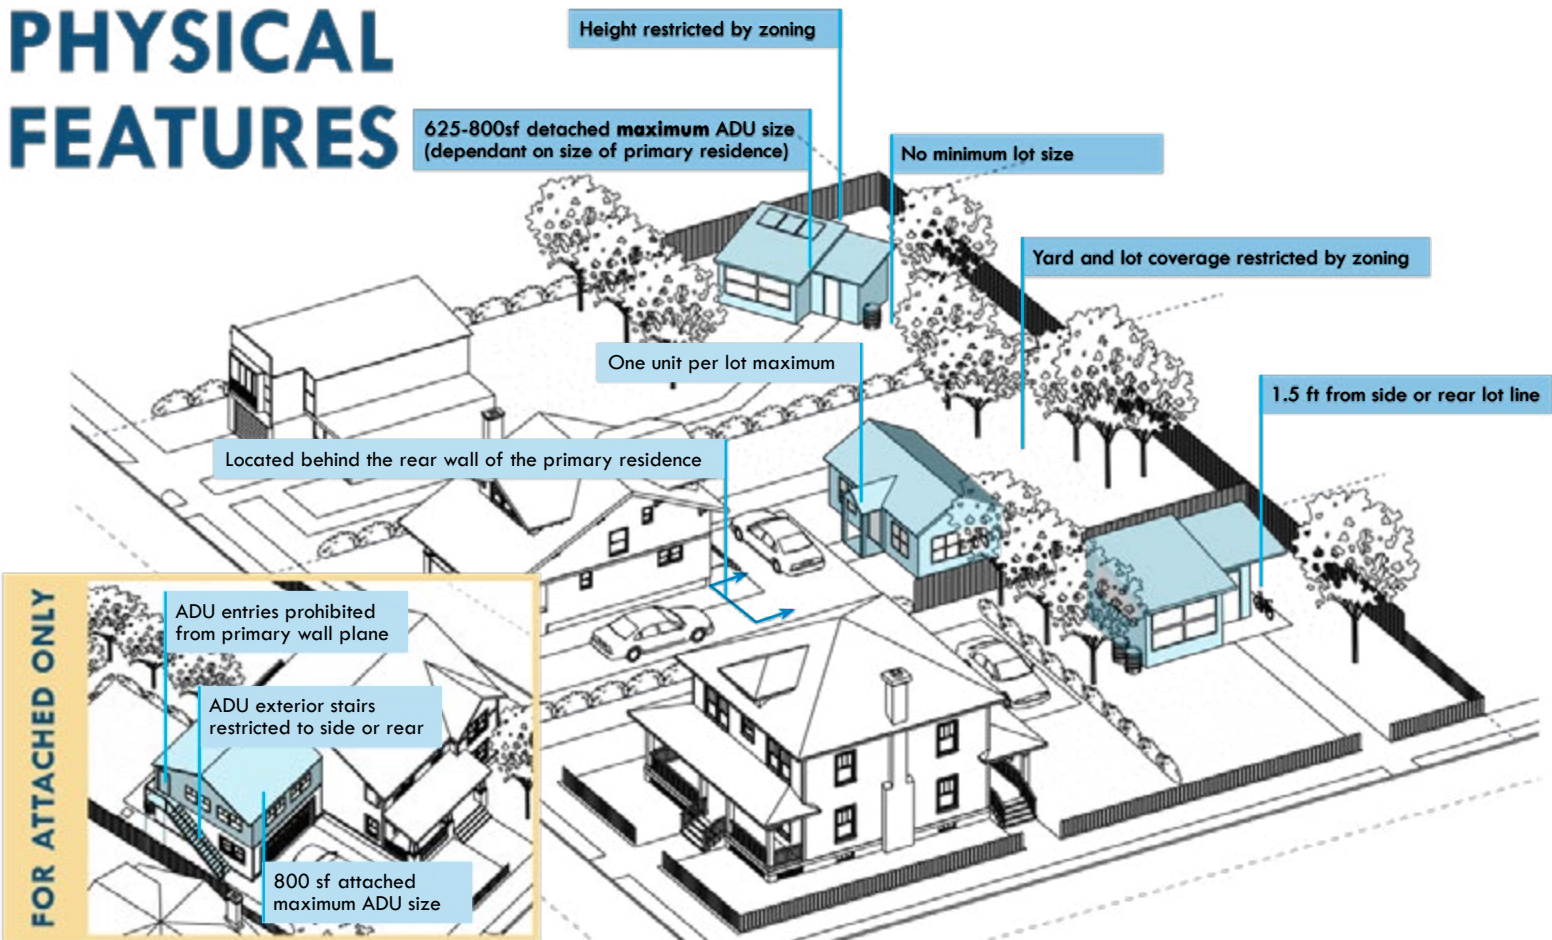 PHYSICAL
FEATURES
Height restricted by zoning
625-800sf detached maximum ADU size
(dependant on size of primary residence)
No minimum lot size
Yard and lot coverage restricted by zoning
One unit per lot maximum
1.5 ft from side or rear lot line
Located behind the rear wall of the primary residence
FOR ATTACHED ONLY
ADU entries prohibited
from primary wall plane
ADU exterior stairs
restricted to side or rear
800 sf attached
maximum ADU size